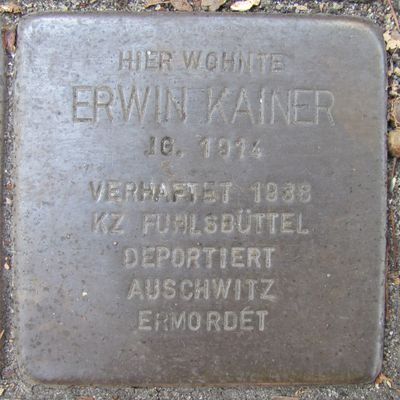 HIER WOHNTE
ERWIN KAINER
JG. 1914
VERHAFTET 1938
KZ FUHLSBÜTTEL
DEPORTIERT
AUSCHWITZ
ERMORDET